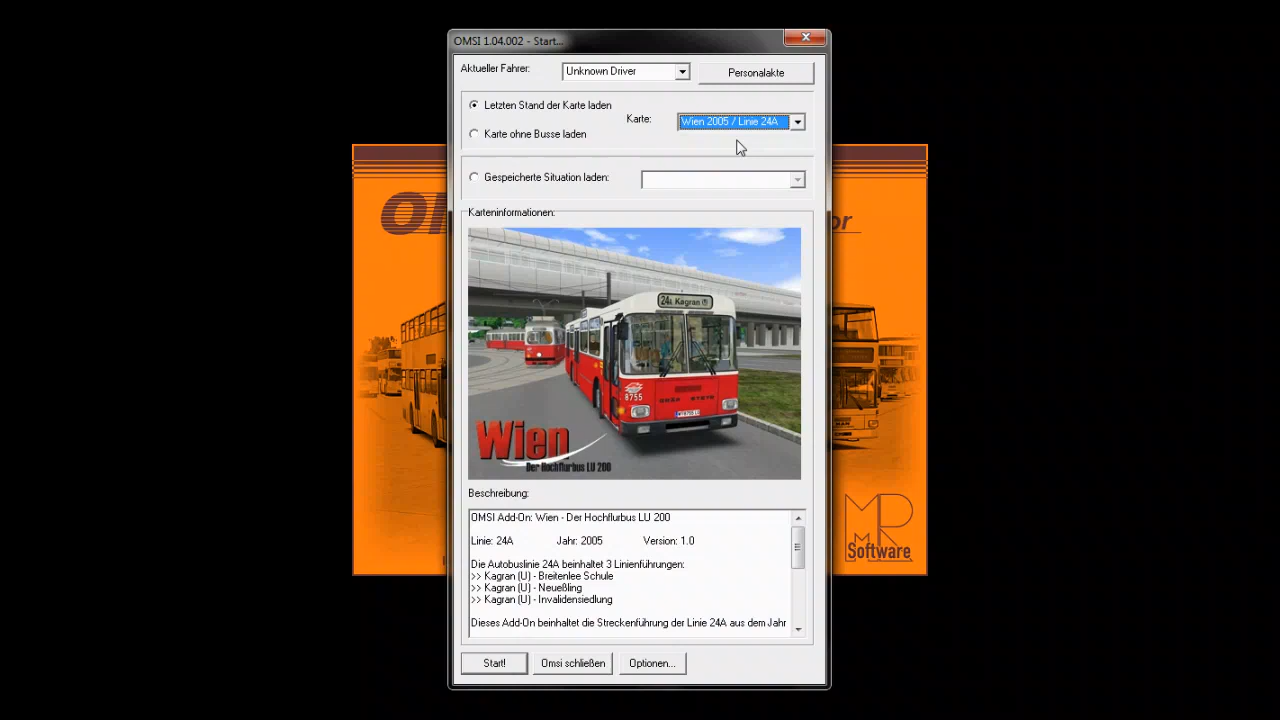 OMSI 1.04.002 - Start...
Aktueller Fahrer:
Unknown Driver
Personalakte
Letzten Stand der Karte laden
Karte:
Wien 2005 / Linie 24A
Karte ohne Busse laden
Gespeicherte Situation laden:
Karteninformationen:
or
24A Kagran U
8755
Wien
Der Hochflurbus LU 200
Beschreibung:
OMSI Add-On: Wien - Der Hochflurbus LU 200
Linie: 24A Jahr: 2005 Version: 1.0
Die Autobuslinie 24A beinhaltet 3 Linienführungen:
>> Kagran (U) - Breitenlee Schule
>> Kagran (U) - Neueßling
>> Kagran (U) - Invalidensiedlung
Dieses Add-On beinhaltet die Streckenführung der Linie 24A aus dem Jahr
MR
Software
Start!
Omsi schließen
Optionen...